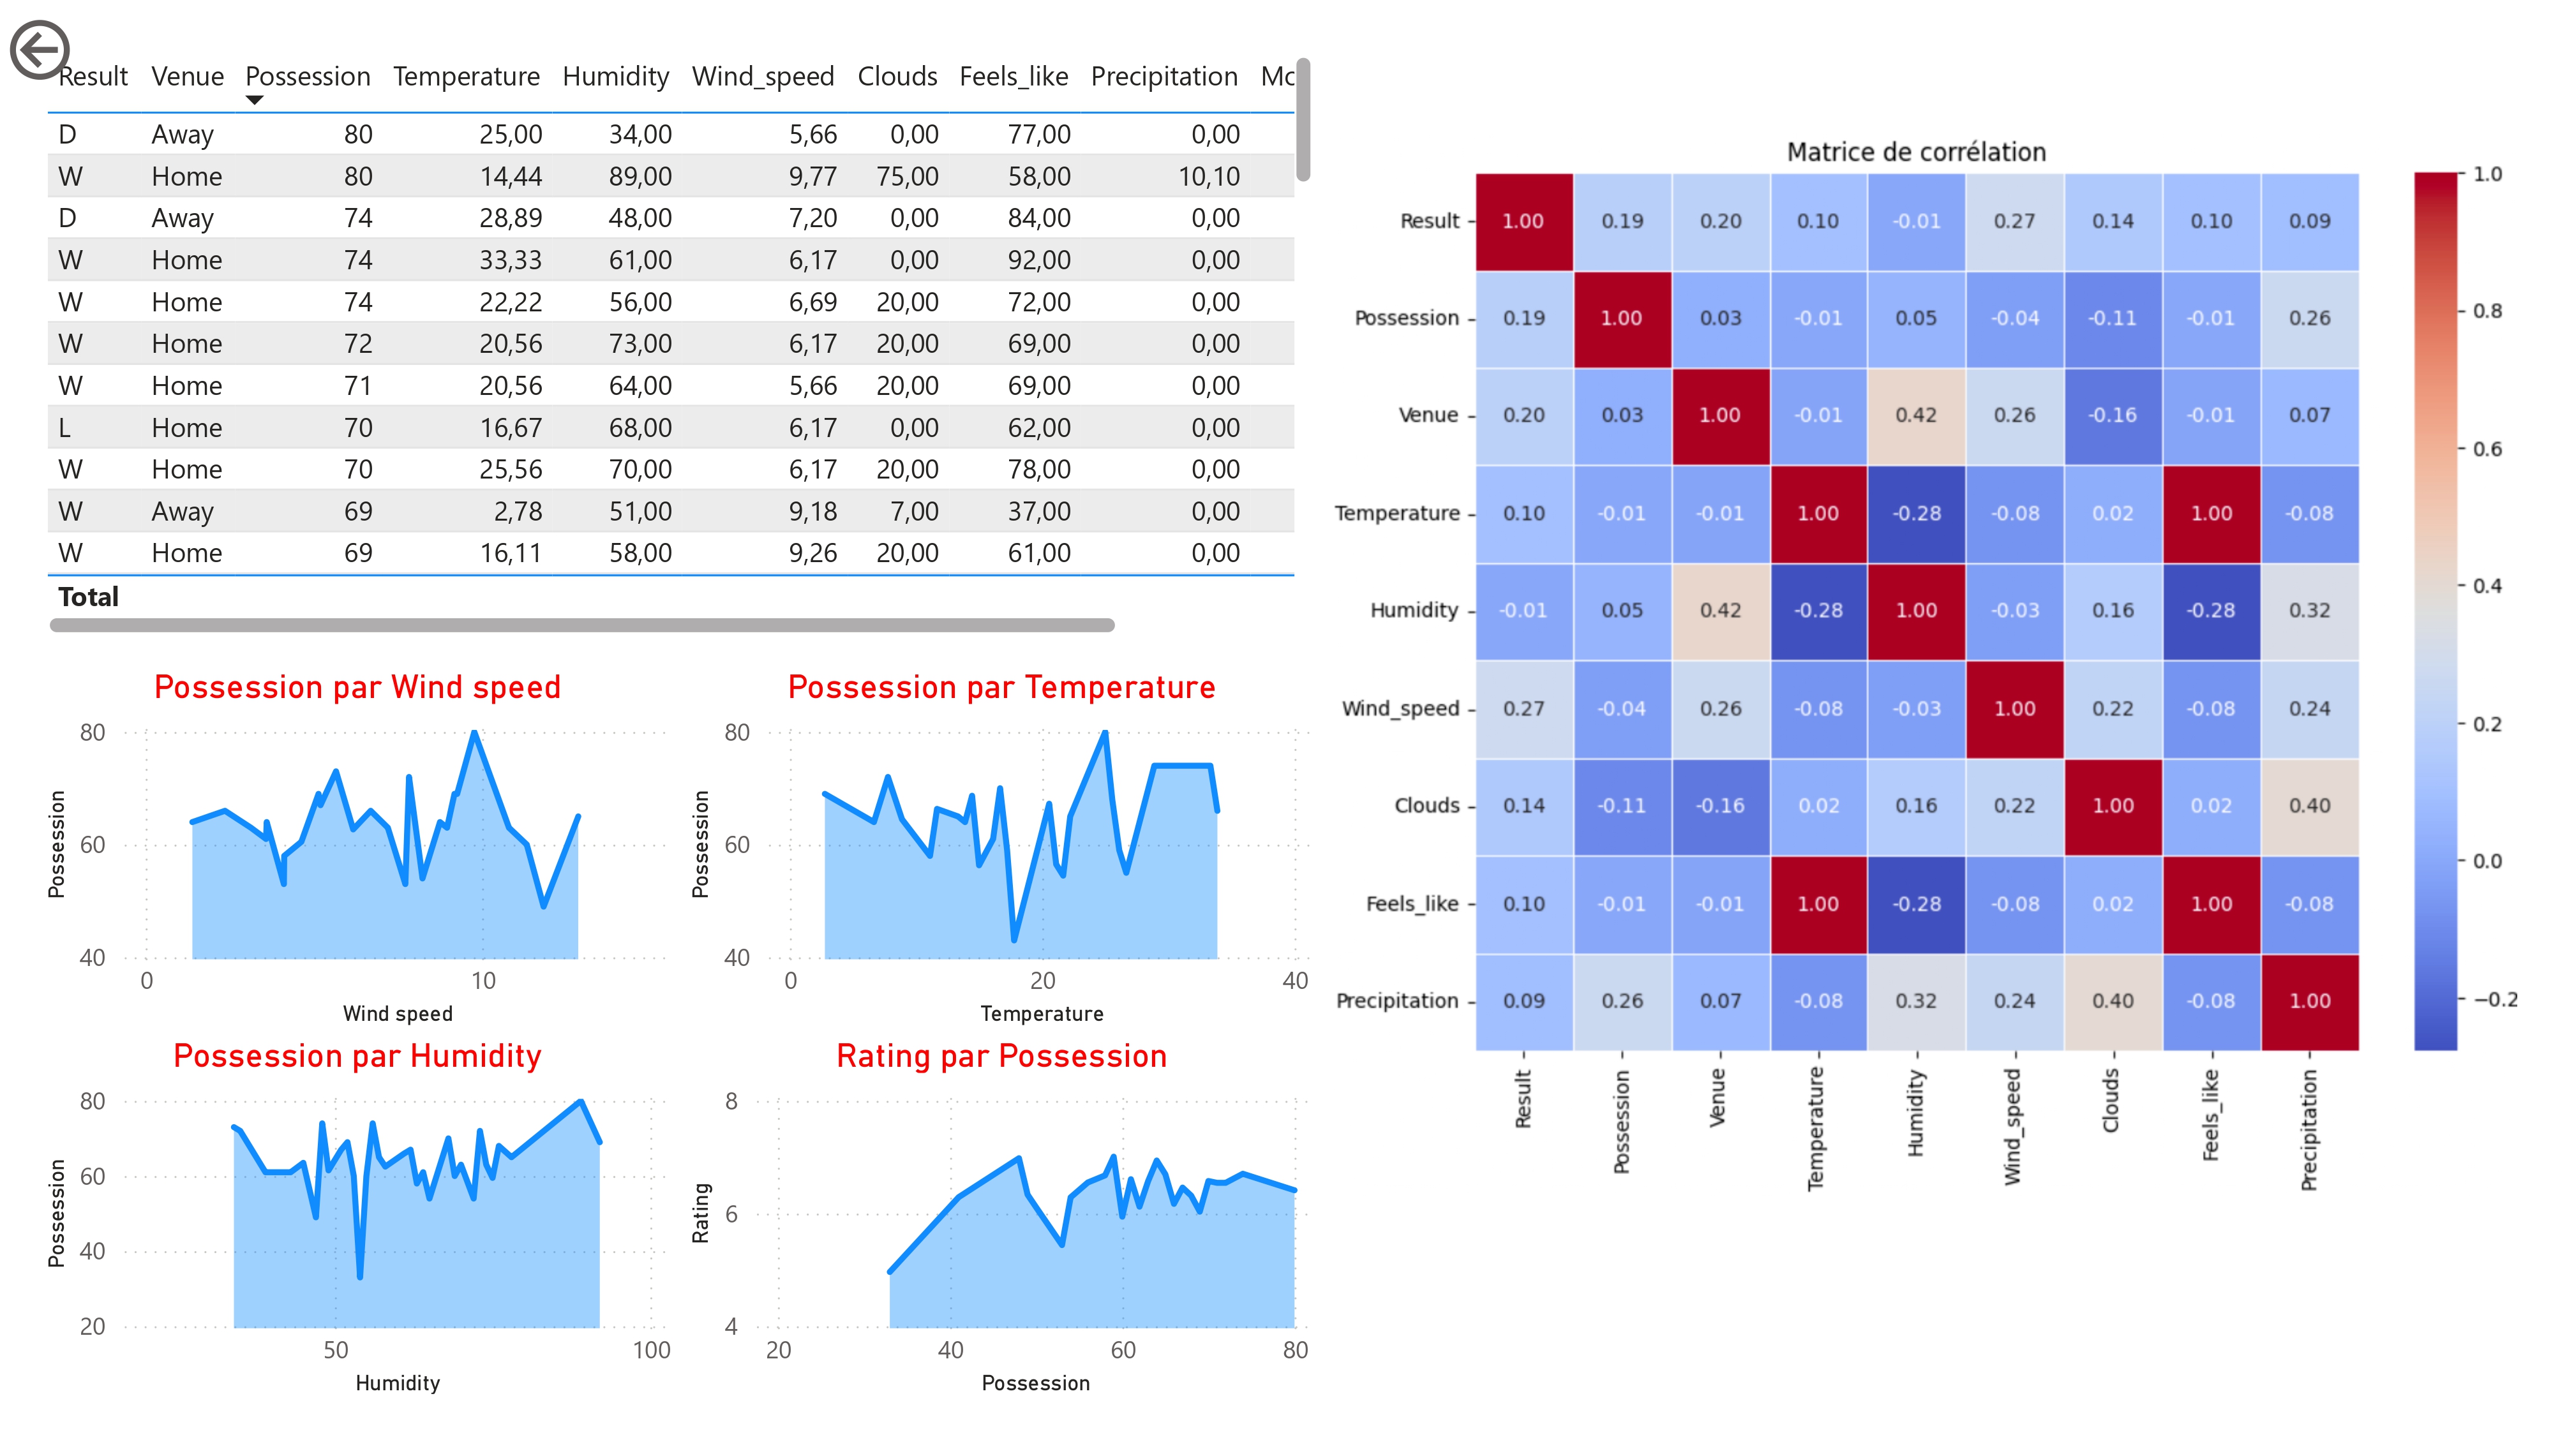 Result Venue Possession Temperature Humidity Wind_speed Clouds Feels_like Precipitation Mc
D Away 80 25,00 34,00 5,66 0,00 77,00 0,00
W Home 80 14,44 89,00 9,77 75,00 58,00 10,10
D Away 74 28,89 48,00 7,20 0,00 84,00 0,00
W Home 74 33,33 61,00 6,17 0,00 92,00 0,00
W Home 74 22,22 56,00 6,69 20,00 72,00 0,00
W Home 72 20,56 73,00 6,17 20,00 69,00 0,00
W Home 71 20,56 64,00 5,66 20,00 69,00 0,00
L Home 70 16,67 68,00 6,17 0,00 62,00 0,00
W Home 70 25,56 70,00 6,17 20,00 78,00 0,00
W Away 69 2,78 51,00 9,18 7,00 37,00 0,00
W Home 69 16,11 58,00 9,26 20,00 61,00 0,00
Total
Possession par Wind speed
80
60
40
Possession
0 10
Wind speed
Possession par Temperature
80
60
40
Possession
0 20 40
Temperature
Possession par Humidity
80
60
40
20
Possession
50 100
Humidity
Rating par Possession
8
6
4
Rating
20 40 60 80
Possession
Matrice de corrélation
Result 1.00 0.19 0.20 0.10 -0.01 0.27 0.14 0.10 0.09
Possession 0.19 1.00 0.03 -0.01 0.05 -0.04 -0.11 -0.01 0.26
Venue 0.20 0.03 1.00 -0.01 0.42 0.26 -0.16 -0.01 0.07
Temperature 0.10 -0.01 -0.01 1.00 -0.28 -0.08 0.02 1.00 -0.08
Humidity -0.01 0.05 0.42 -0.28 1.00 -0.03 0.16 -0.28 0.32
Wind_speed 0.27 -0.04 0.26 -0.08 -0.03 1.00 0.22 -0.08 0.24
Clouds 0.14 -0.11 -0.16 0.02 0.16 0.22 1.00 0.02 0.40
Feels_like 0.10 -0.01 -0.01 1.00 -0.28 -0.08 0.02 1.00 -0.08
Precipitation 0.09 0.26 0.07 -0.08 0.32 0.24 0.40 -0.08 1.00
Result Possession Venue Temperature Humidity Wind_speed Clouds Feels_like Precipitation
1.0
0.8
0.6
0.4
0.2
0.0
−0.2